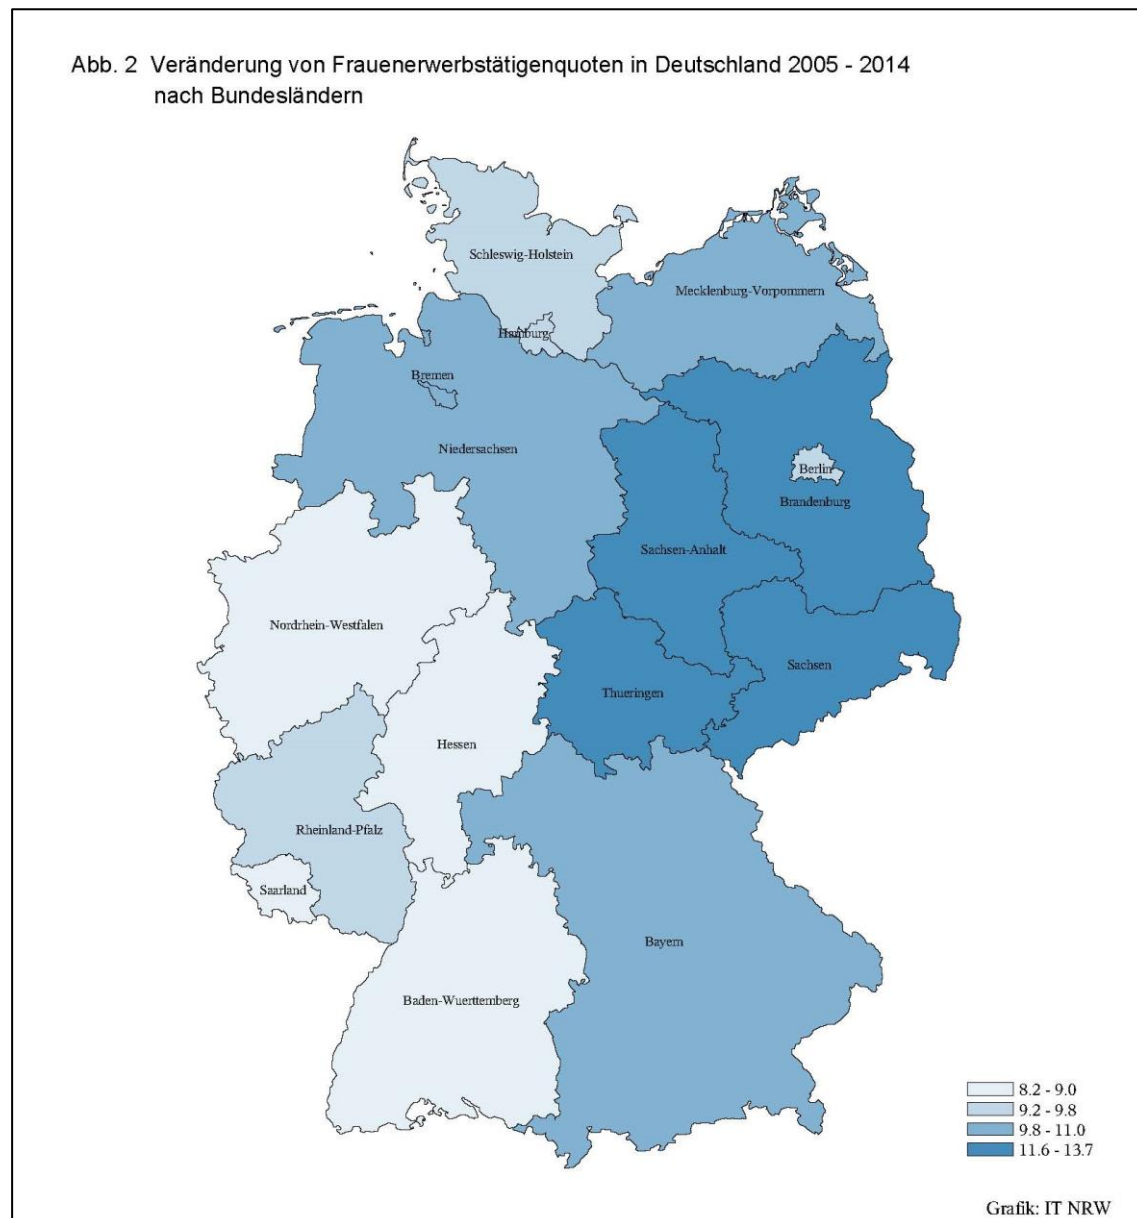 Abb. 2 Veränderung von Frauenerwerbstätigenquoten in Deutschland 2005 - 2014
nach Bundesländern
Schleswig-Holstein
Mecklenburg-Vorpommern
Hamburg
Bremen
Niedersachsen
Berlin
Brandenburg
Sachsen-Anhalt
Nordrhein-Westfalen
Sachsen
Thueringen
Hessen
Rheinland-Pfalz
Saarland
Bayern
Baden-Wuerttemberg
8.2 - 9.0
9.2 - 9.8
9.8 - 11.0
11.6 - 13.7
Grafik: IT NRW